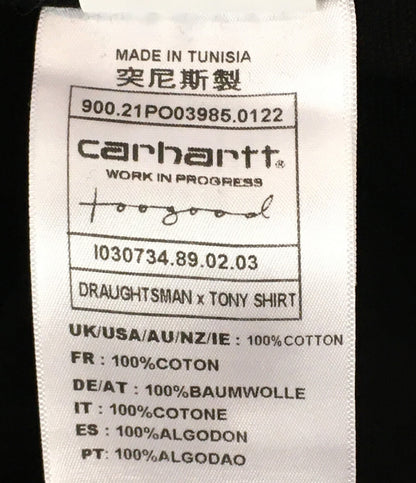 MADE IN TUNISIA
突尼斯製
900.21PO03985.0122
carhartt®
WORK IN PROGRESS
toogood
I030734.89.02.03
DRAUGHTSMAN x TONY SHIRT
UK/USA/AU/NZ/IE : 100%COTTON
FR : 100%COTON
DE/AT : 100%BAUMWOLLE
IT : 100%COTONE
ES : 100%ALGODON
PT: 100%ALGODAO